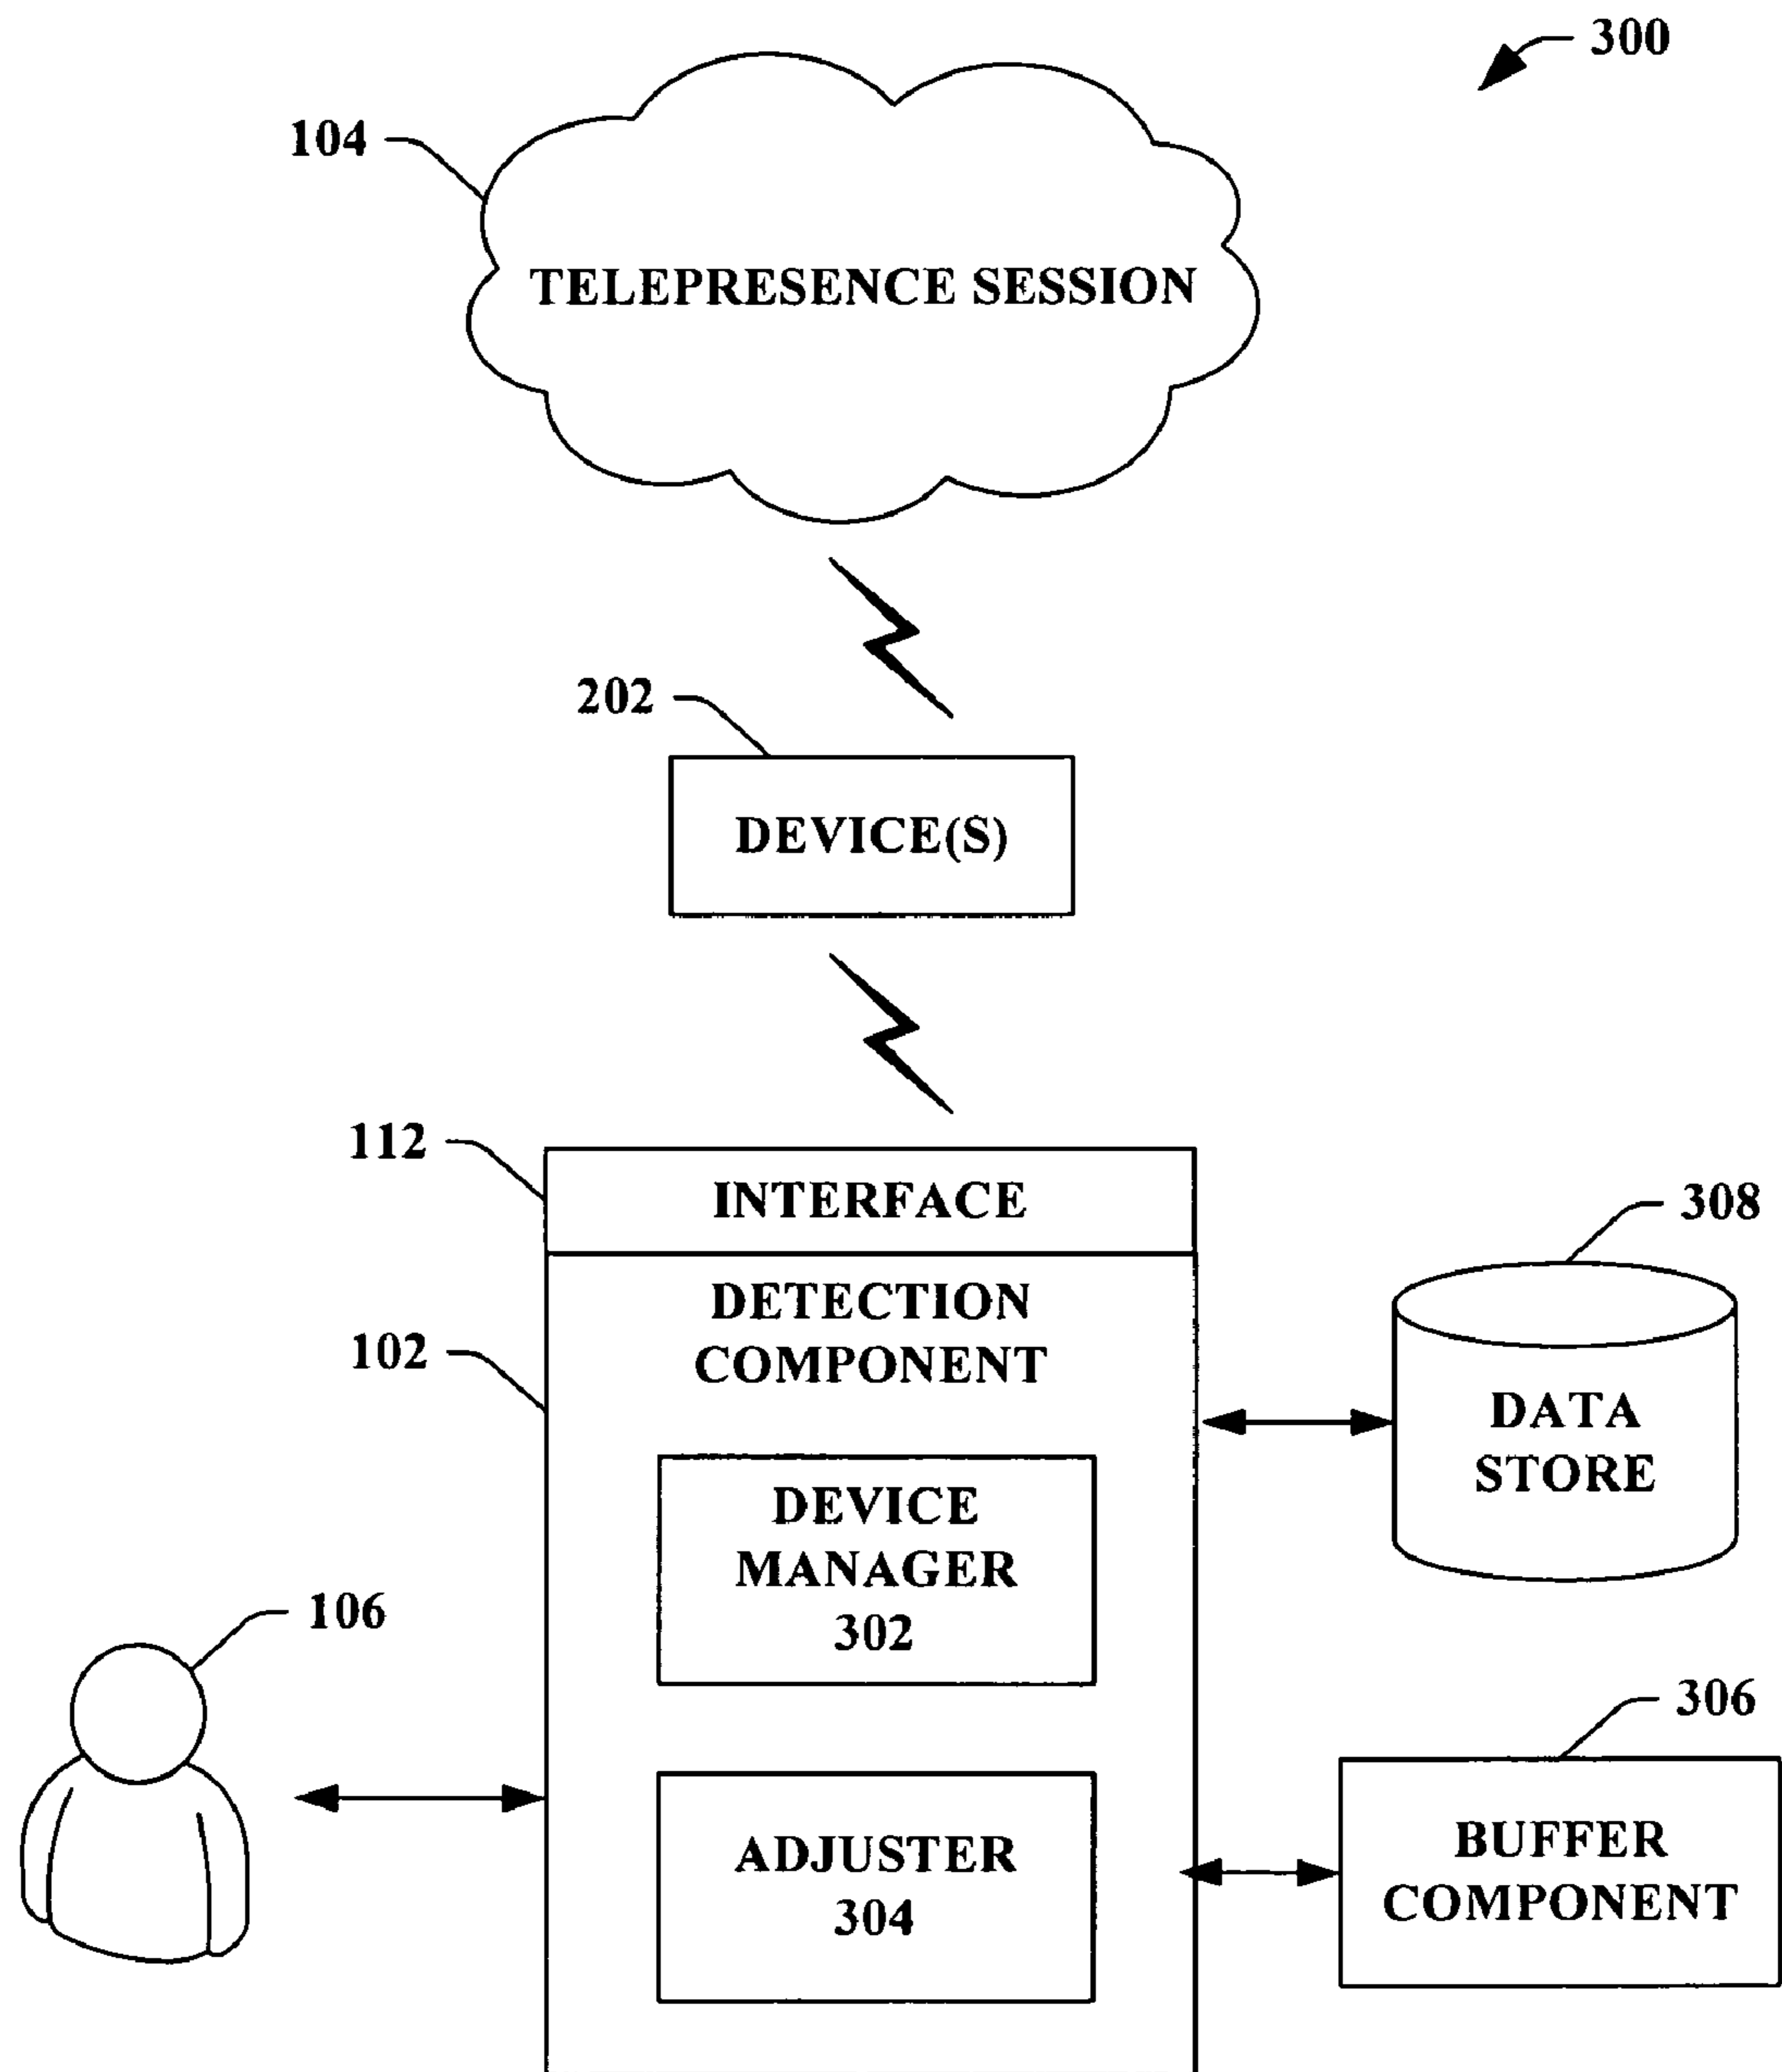 300
104
TELEPRESENCE SESSION
202
DEVICE(S)
112
INTERFACE
308
DETECTION
COMPONENT
102
DATA
STORE
DEVICE
MANAGER
302
106
306
ADJUSTER
304
BUFFER
COMPONENT